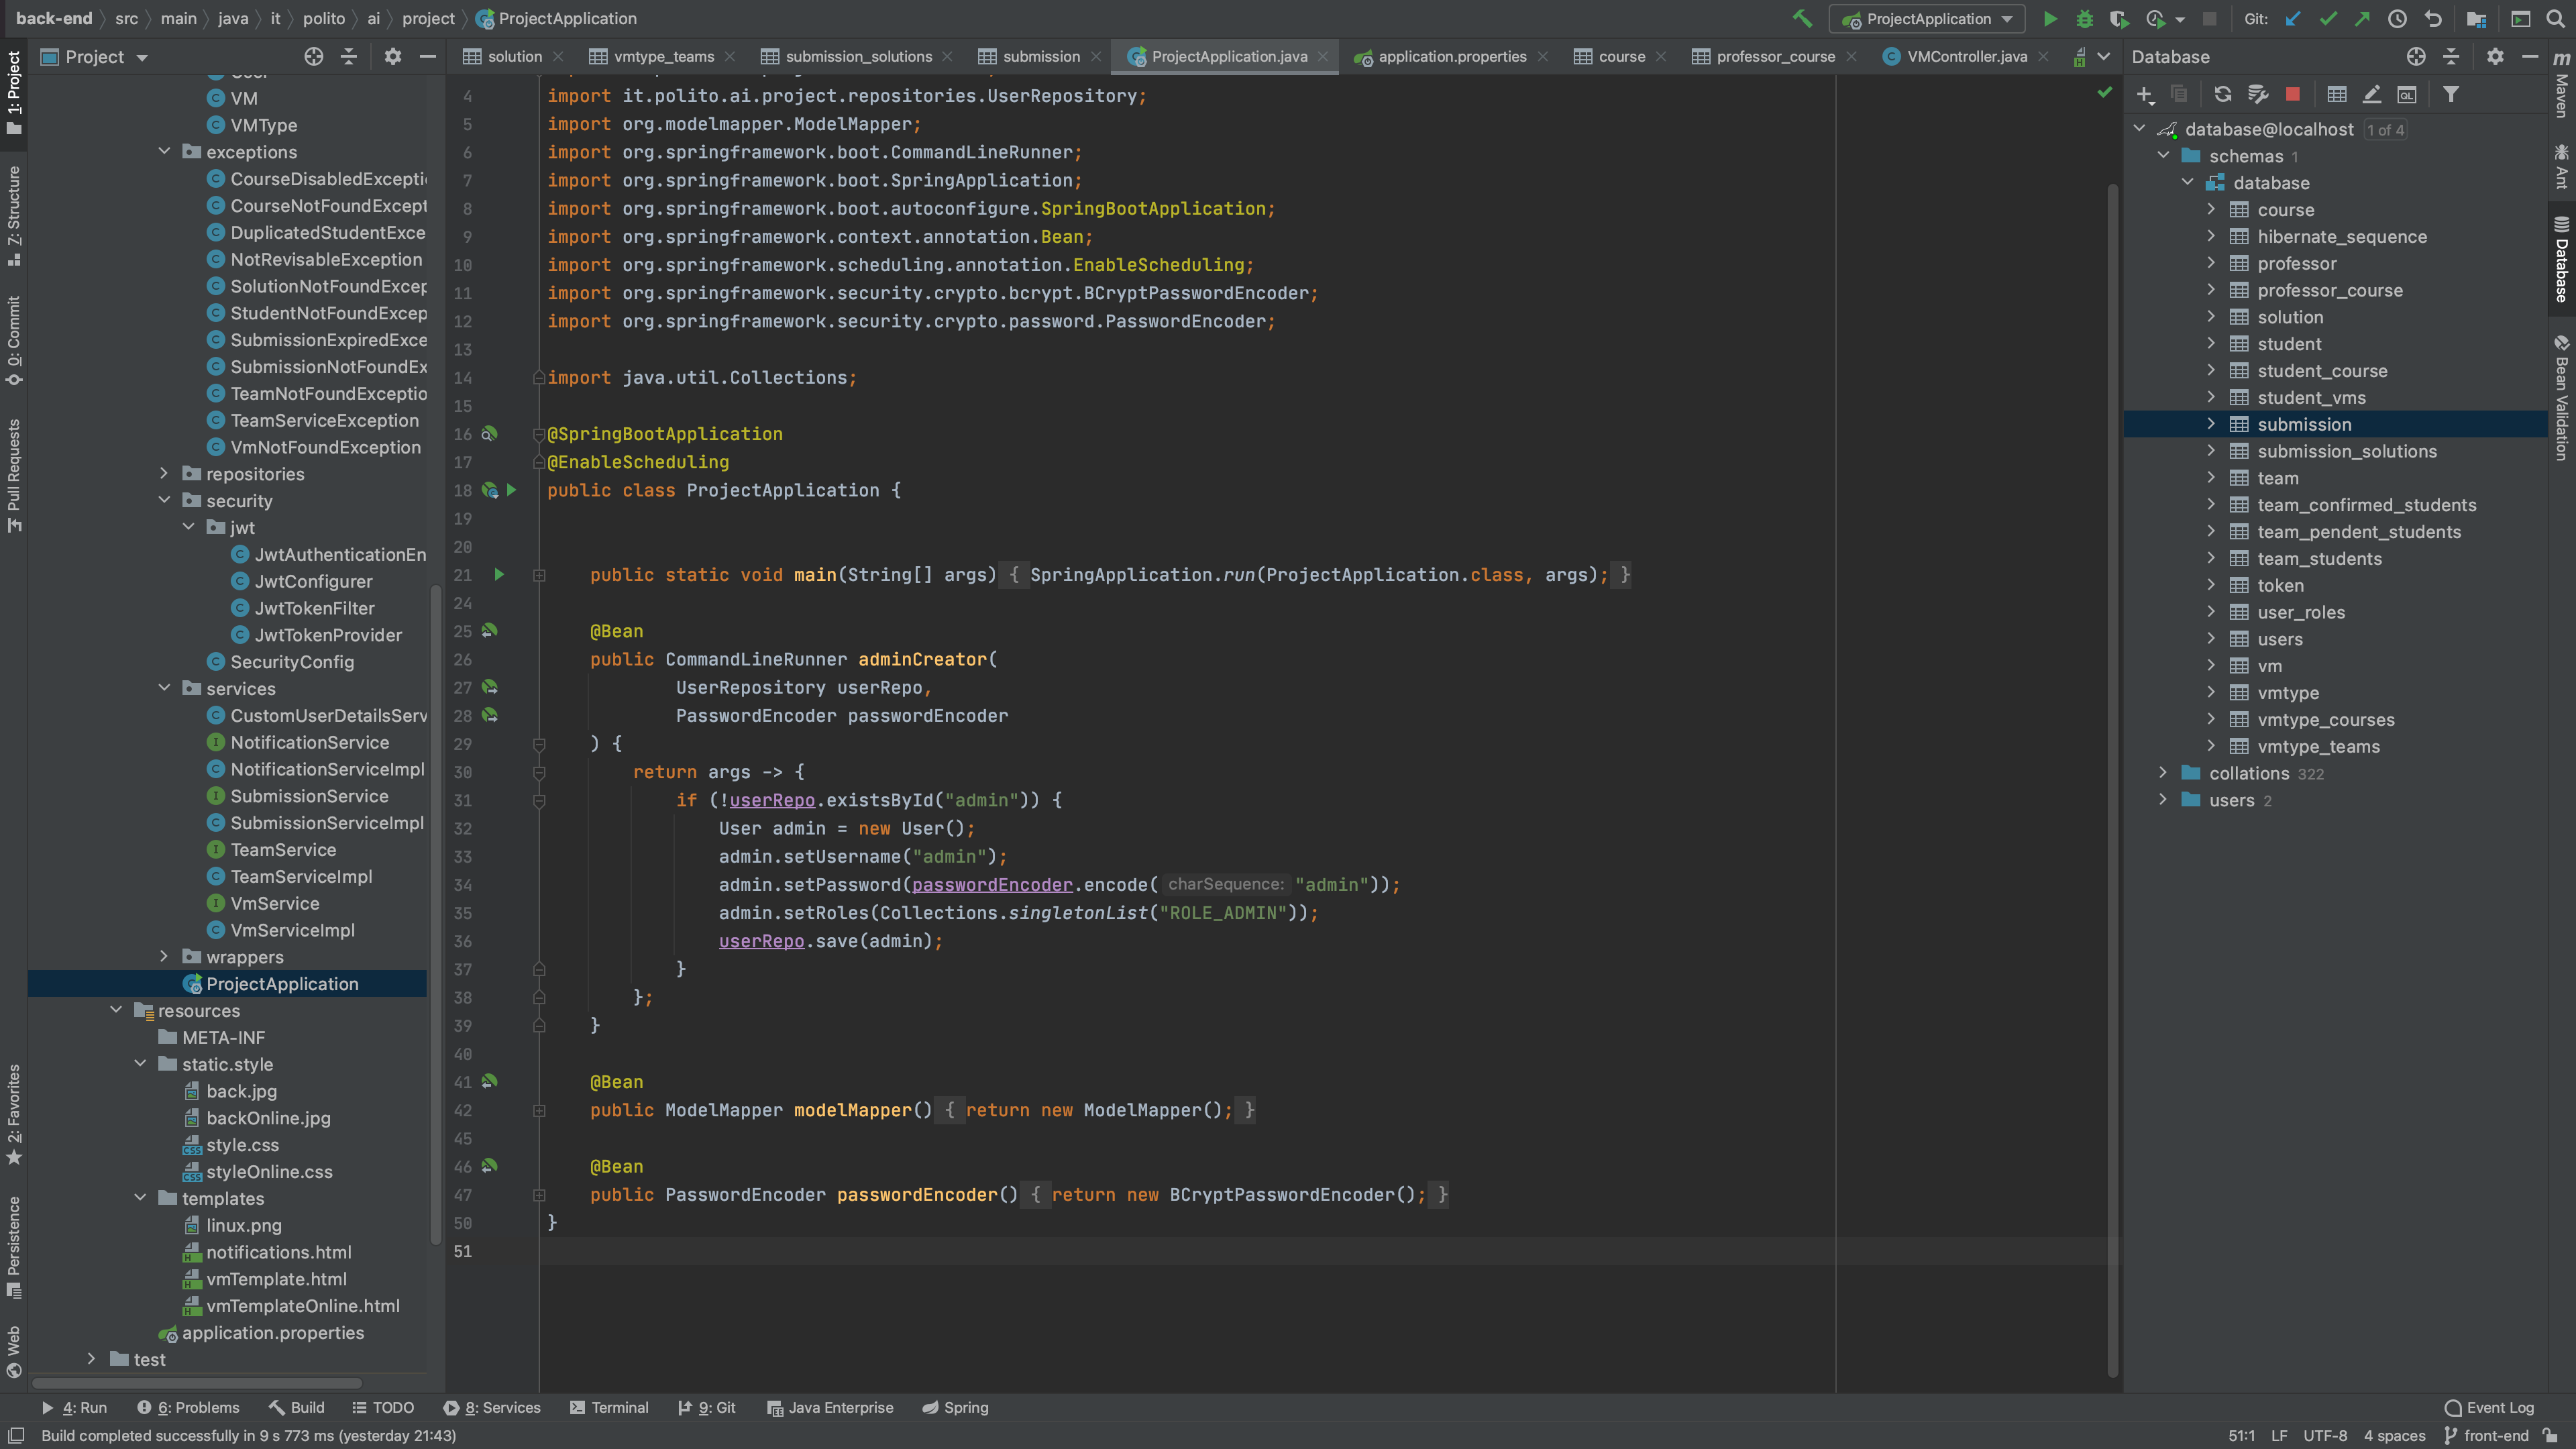 back-end
src
main
java
it
polito
ai
project
ProjectApplication
ProjectApplication
Git:
Project
solution
vmtype_teams
submission_solutions
submission
ProjectApplication.java
application.properties
course
professor_course
VMController.java
Database
1: Project
Z: Structure
0: Commit
Pull Requests
2: Favorites
Persistence
Web
User
VM
VMType
exceptions
CourseDisabledExcepti
CourseNotFoundExcept
DuplicatedStudentExce
NotRevisableException
SolutionNotFoundExcep
StudentNotFoundExcep
SubmissionExpiredExce
SubmissionNotFoundEx
TeamNotFoundExceptio
TeamServiceException
VmNotFoundException
repositories
security
jwt
JwtAuthenticationEn
JwtConfigurer
JwtTokenFilter
JwtTokenProvider
SecurityConfig
services
CustomUserDetailsServ
NotificationService
NotificationServiceImpl
SubmissionService
SubmissionServiceImpl
TeamService
TeamServiceImpl
VmService
VmServiceImpl
wrappers
ProjectApplication
resources
META-INF
static.style
back.jpg
backOnline.jpg
style.css
styleOnline.css
templates
linux.png
notifications.html
vmTemplate.html
vmTemplateOnline.html
application.properties
test
4 import it.polito.ai.project.repositories.UserRepository;
5 import org.modelmapper.ModelMapper;
6 import org.springframework.boot.CommandLineRunner;
7 import org.springframework.boot.SpringApplication;
8 import org.springframework.boot.autoconfigure.SpringBootApplication;
9 import org.springframework.context.annotation.Bean;
10 import org.springframework.scheduling.annotation.EnableScheduling;
11 import org.springframework.security.crypto.bcrypt.BCryptPasswordEncoder;
12 import org.springframework.security.crypto.password.PasswordEncoder;
13
14 import java.util.Collections;
15
16 @SpringBootApplication
17 @EnableScheduling
18 public class ProjectApplication {
19
20
21 public static void main(String[] args) { SpringApplication.run(ProjectApplication.class, args); }
24
25 @Bean
26 public CommandLineRunner adminCreator(
27 UserRepository userRepo,
28 PasswordEncoder passwordEncoder
29 ) {
30 return args -> {
31 if (!userRepo.existsById("admin")) {
32 User admin = new User();
33 admin.setUsername("admin");
34 admin.setPassword(passwordEncoder.encode( charSequence: "admin"));
35 admin.setRoles(Collections.singletonList("ROLE_ADMIN"));
36 userRepo.save(admin);
37 }
38 };
39 }
40
41 @Bean
42 public ModelMapper modelMapper() { return new ModelMapper(); }
45
46 @Bean
47 public PasswordEncoder passwordEncoder() { return new BCryptPasswordEncoder(); }
50 }
51
QL
database@localhost 1 of 4
schemas 1
database
course
hibernate_sequence
professor
professor_course
solution
student
student_course
student_vms
submission
submission_solutions
team
team_confirmed_students
team_pendent_students
team_students
token
user_roles
users
vm
vmtype
vmtype_courses
vmtype_teams
collations 322
users 2
Maven
Ant
Database
Bean Validation
4: Run
6: Problems
Build
TODO
8: Services
Terminal
9: Git
Java Enterprise
Spring
Event Log
Build completed successfully in 9 s 773 ms (yesterday 21:43)
51:1
LF
UTF-8
4 spaces
front-end